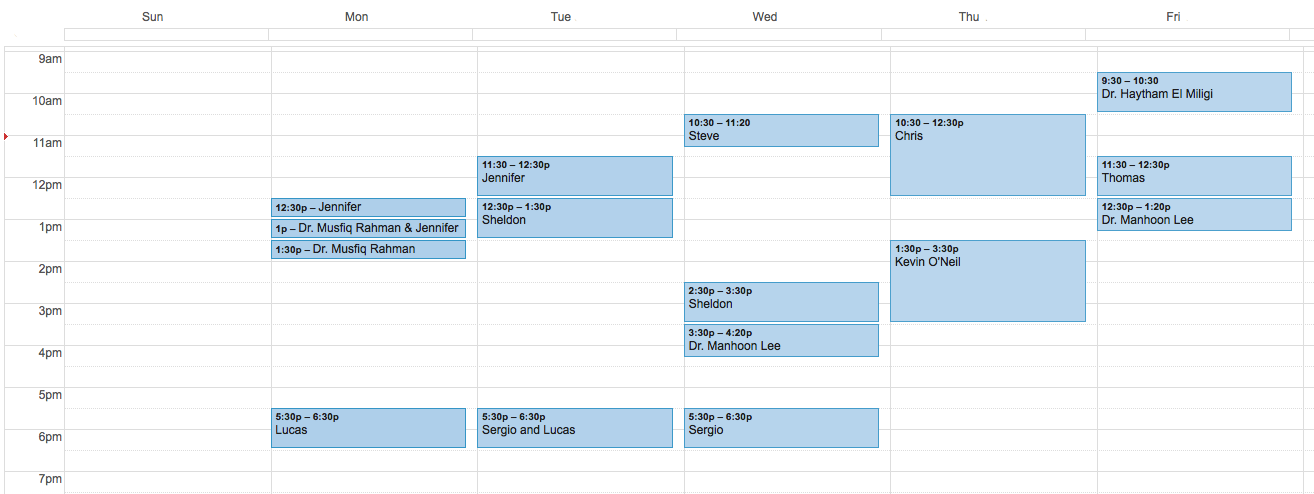 Sun Mon Tue Wed Thu Fri
9am
9:30 – 10:30
Dr. Haytham El Miligi
10am
10:30 – 11:20
Steve
10:30 – 12:30p
Chris
11am
11:30 – 12:30p
Jennifer
11:30 – 12:30p
Thomas
12pm
12:30p – Jennifer
12:30p – 1:30p
Sheldon
12:30p – 1:20p
Dr. Manhoon Lee
1pm
1p – Dr. Musfiq Rahman & Jennifer
1:30p – Dr. Musfiq Rahman
1:30p – 3:30p
Kevin O'Neil
2pm
2:30p – 3:30p
Sheldon
3pm
3:30p – 4:20p
Dr. Manhoon Lee
4pm
5pm
5:30p – 6:30p
Lucas
5:30p – 6:30p
Sergio and Lucas
5:30p – 6:30p
Sergio
6pm
7pm